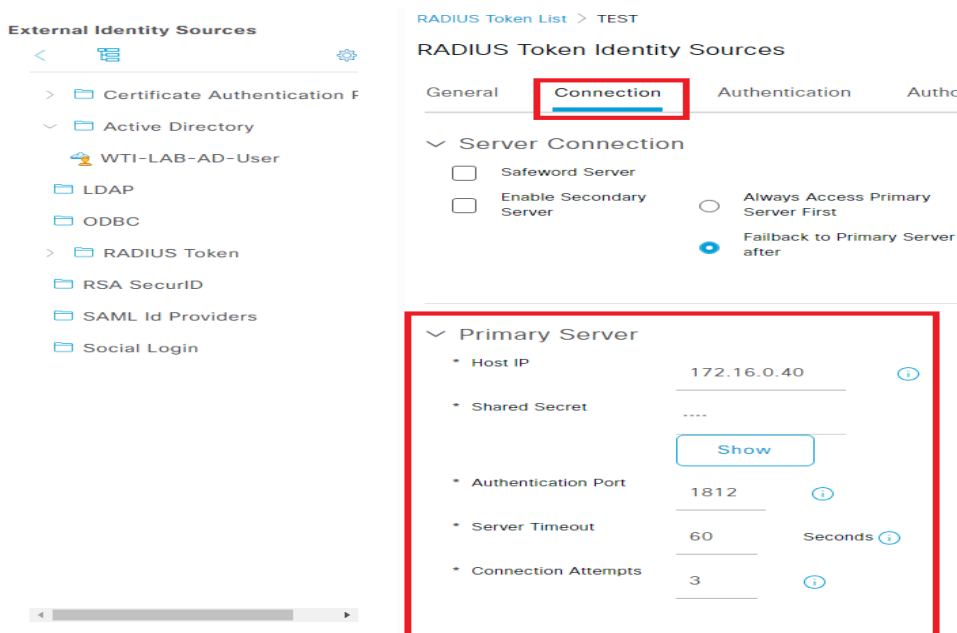 External Identity Sources
Certificate Authentication F
Active Directory
WTI-LAB-AD-User
LDAP
ODBC
RADIUS Token
RSA SecurID
SAML Id Providers
Social Login
RADIUS Token List > TEST
RADIUS Token Identity Sources
General Connection Authentication Autho
Server Connection
Safeword Server
Enable Secondary
Server
Always Access Primary
Server First
Failback to Primary Server
after
Primary Server
* Host IP
172.16.0.40
* Shared Secret
----
Show
* Authentication Port
1812
* Server Timeout
60 Seconds
* Connection Attempts
3